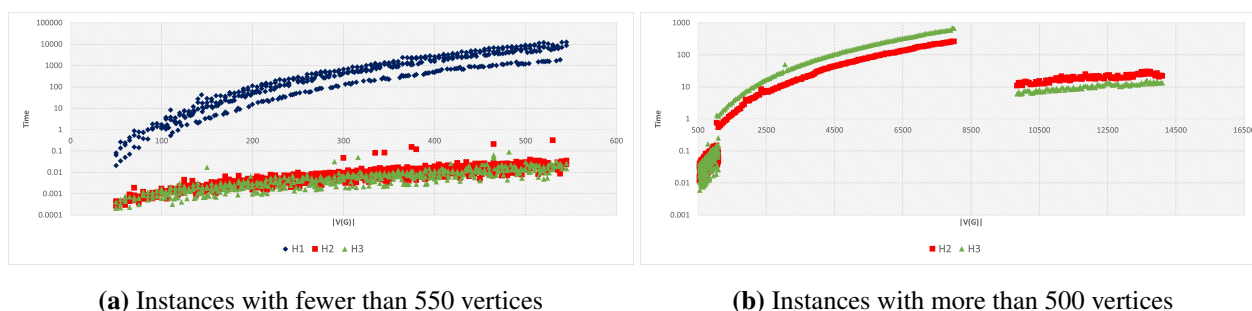 100000
10000
1000
100
10
1
0.1
0.01
0.001
0.0001
Time
0 100 200 300 400 500 600
|V(G)|
H1 H2 H3
(a) Instances with fewer than 550 vertices
1000
100
10
1
0.1
0.01
0.001
Time
500 2500 4500 6500 8500 10500 12500 14500 16500
|V(G)|
H2 H3
(b) Instances with more than 500 vertices